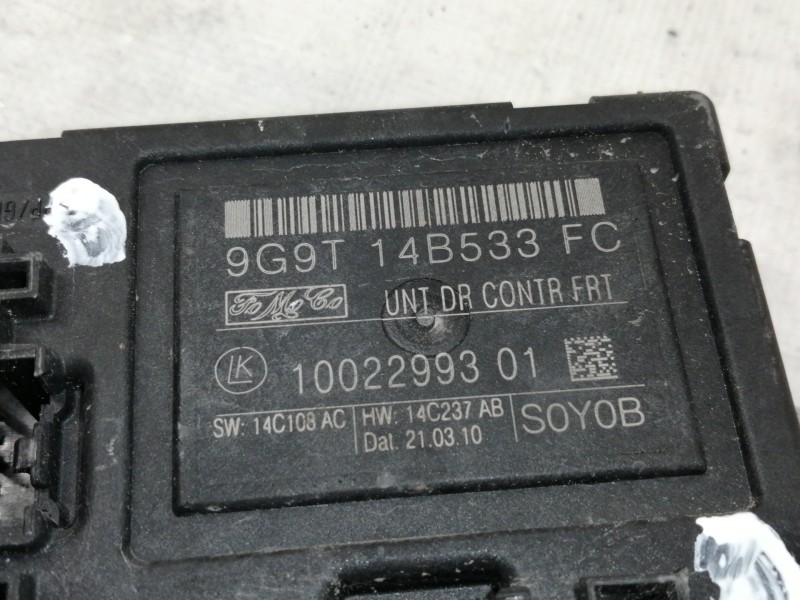 9G9T 14B533 FC
FoMoCo
UNT DR CONTR FRT
LK
10022993 01
SW: 14C108 AC
HW: 14C237 AB
Dat. 21.03.10
SOYOB